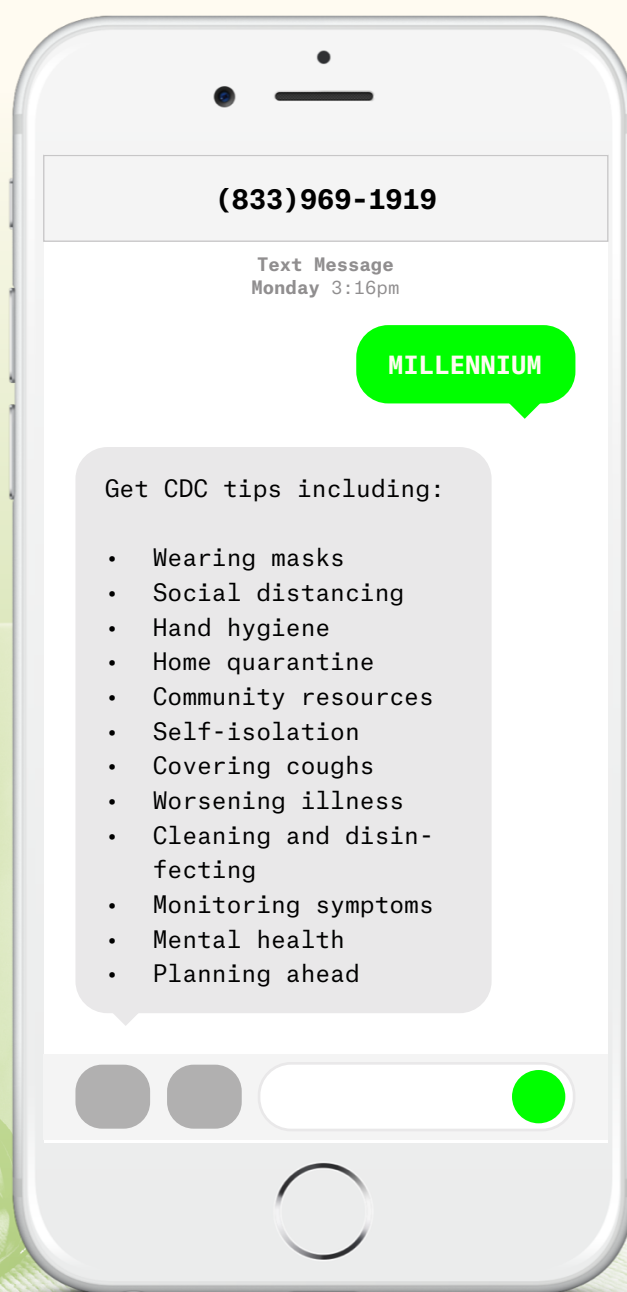 (833)969-1919
Text Message
Monday 3:16pm
MILLENNIUM
Get CDC tips including:
• Wearing masks
• Social distancing
• Hand hygiene
• Home quarantine
• Community resources
• Self-isolation
• Covering coughs
• Worsening illness
• Cleaning and disin-
fecting
• Monitoring symptoms
• Mental health
• Planning ahead